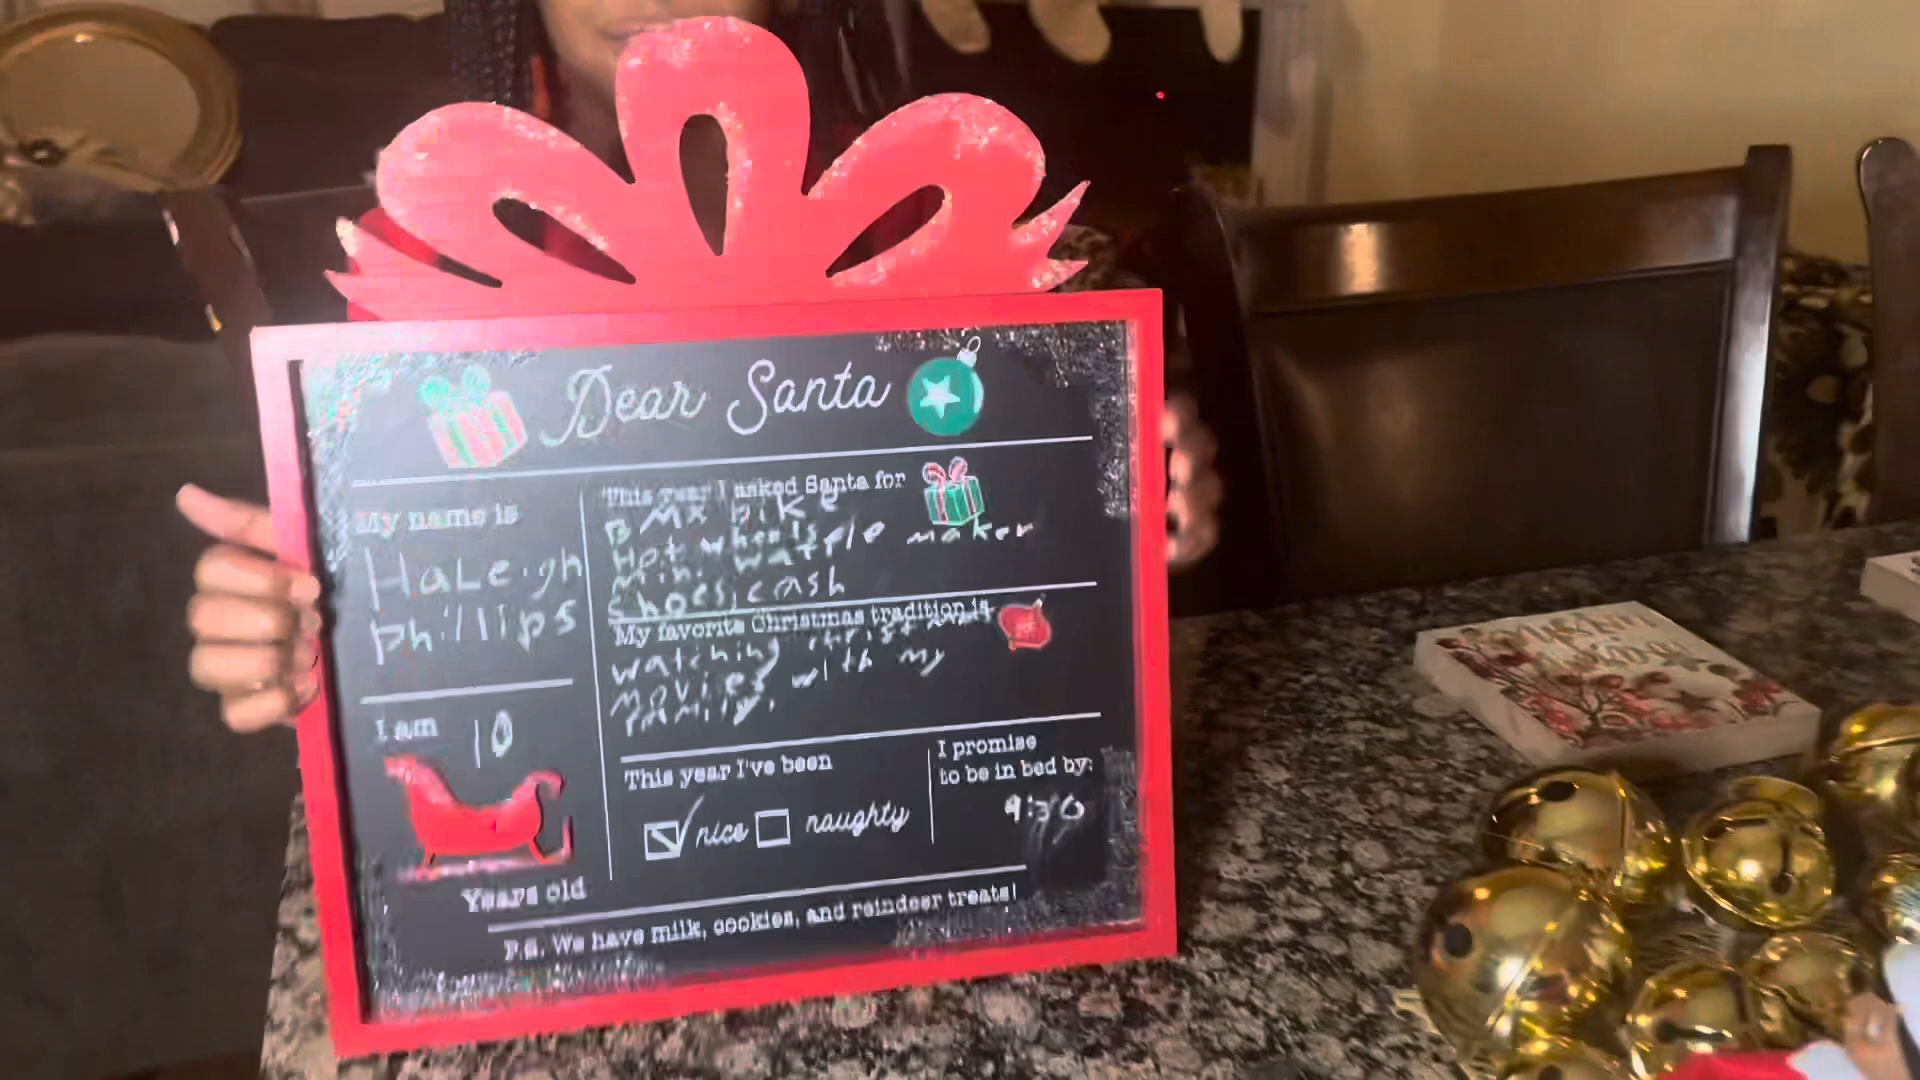 Dear Santa
My name is
HaLeigh
phillips
I am 10
Years old
This year I asked Santa for
BMX bike
Hot wheels
Mini waffle maker
Shoes, cash
My favorite Christmas tradition is
watching christmas
movies with my
family.
This year I've been
nice naughty
I promise
to be in bed by:
9:30
P.S. We have milk, cookies, and reindeer treats!